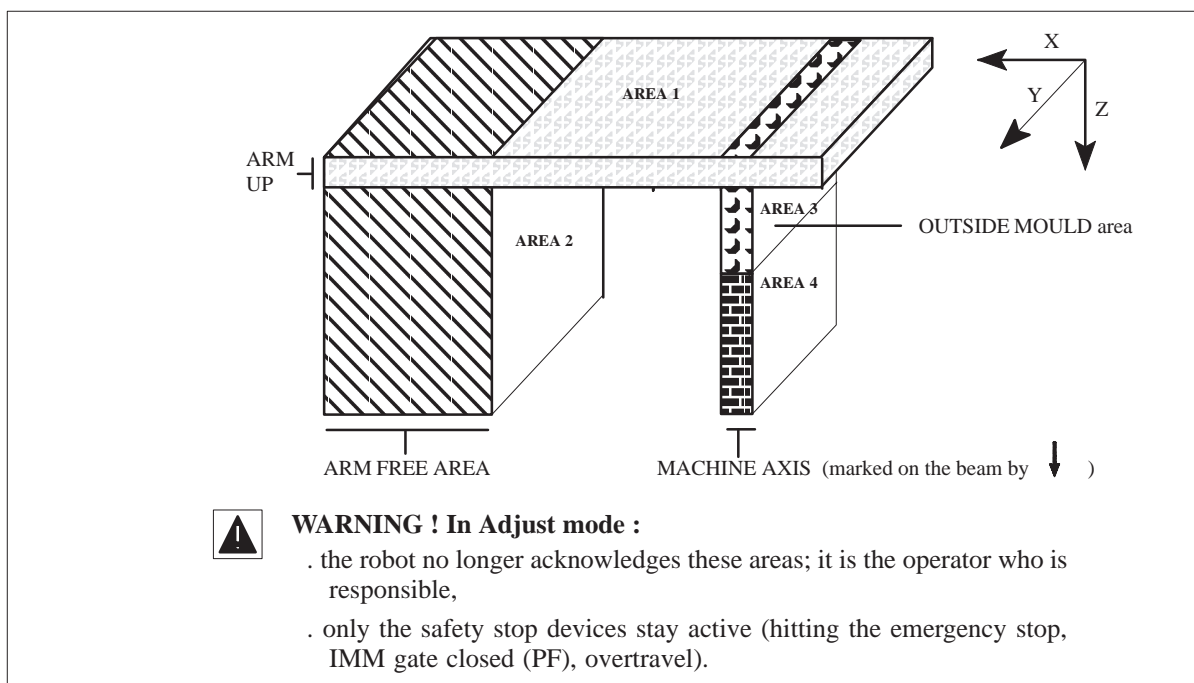 AREA 1
X
Y
Z
ARM
UP
AREA 3
OUTSIDE MOULD area
AREA 2
AREA 4
ARM FREE AREA
MACHINE AXIS (marked on the beam by )
WARNING ! In Adjust mode :
. the robot no longer acknowledges these areas; it is the operator who is
responsible,
. only the safety stop devices stay active (hitting the emergency stop,
IMM gate closed (PF), overtravel).